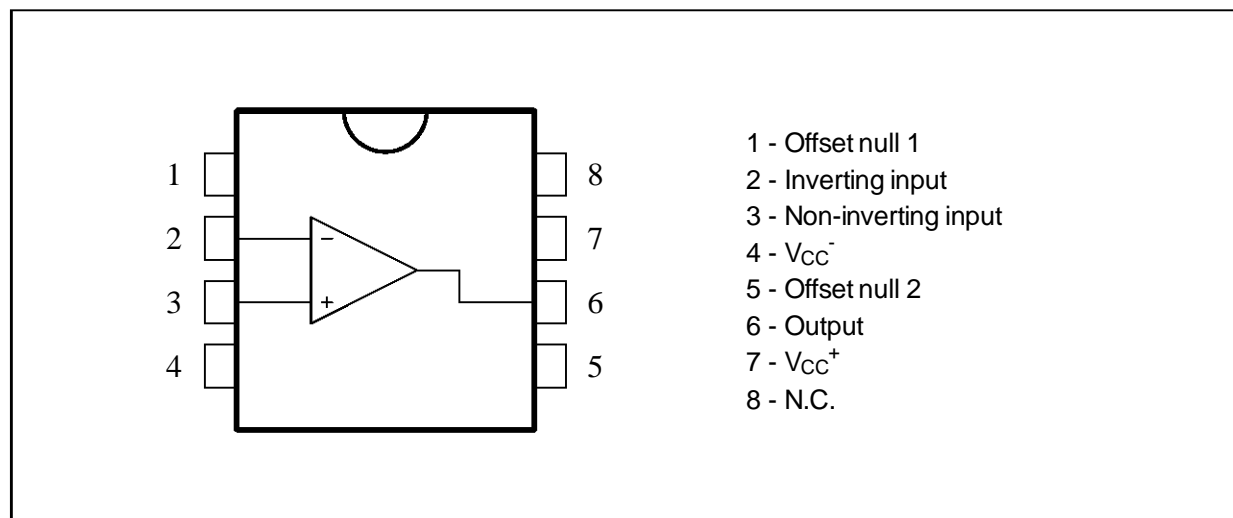 1
2
3
4
8
7
6
5
−
+
1 - Offset null 1
2 - Inverting input
3 - Non-inverting input
4 - VCC-
5 - Offset null 2
6 - Output
7 - VCC+
8 - N.C.